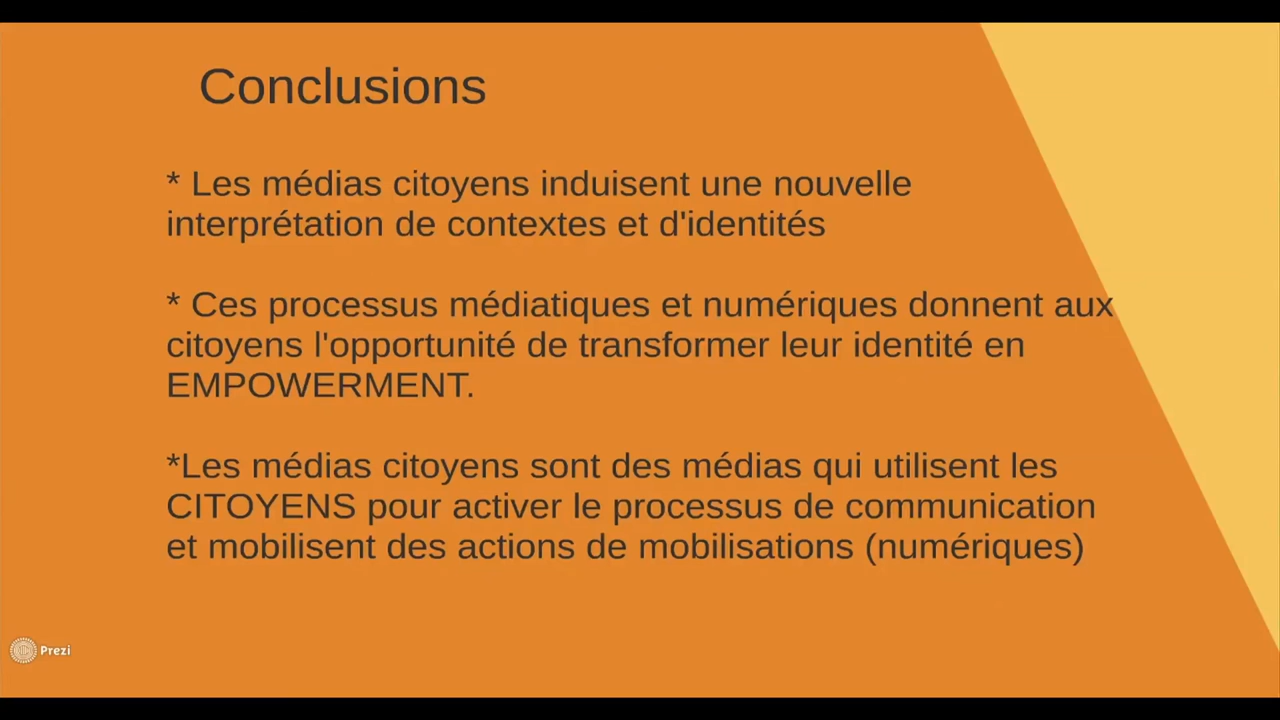 Conclusions
* Les médias citoyens induisent une nouvelle
interprétation de contextes et d'identités
* Ces processus médiatiques et numériques donnent aux
citoyens l'opportunité de transformer leur identité en
EMPOWERMENT.
*Les médias citoyens sont des médias qui utilisent les
CITOYENS pour activer le processus de communication
et mobilisent des actions de mobilisations (numériques)
Prezi